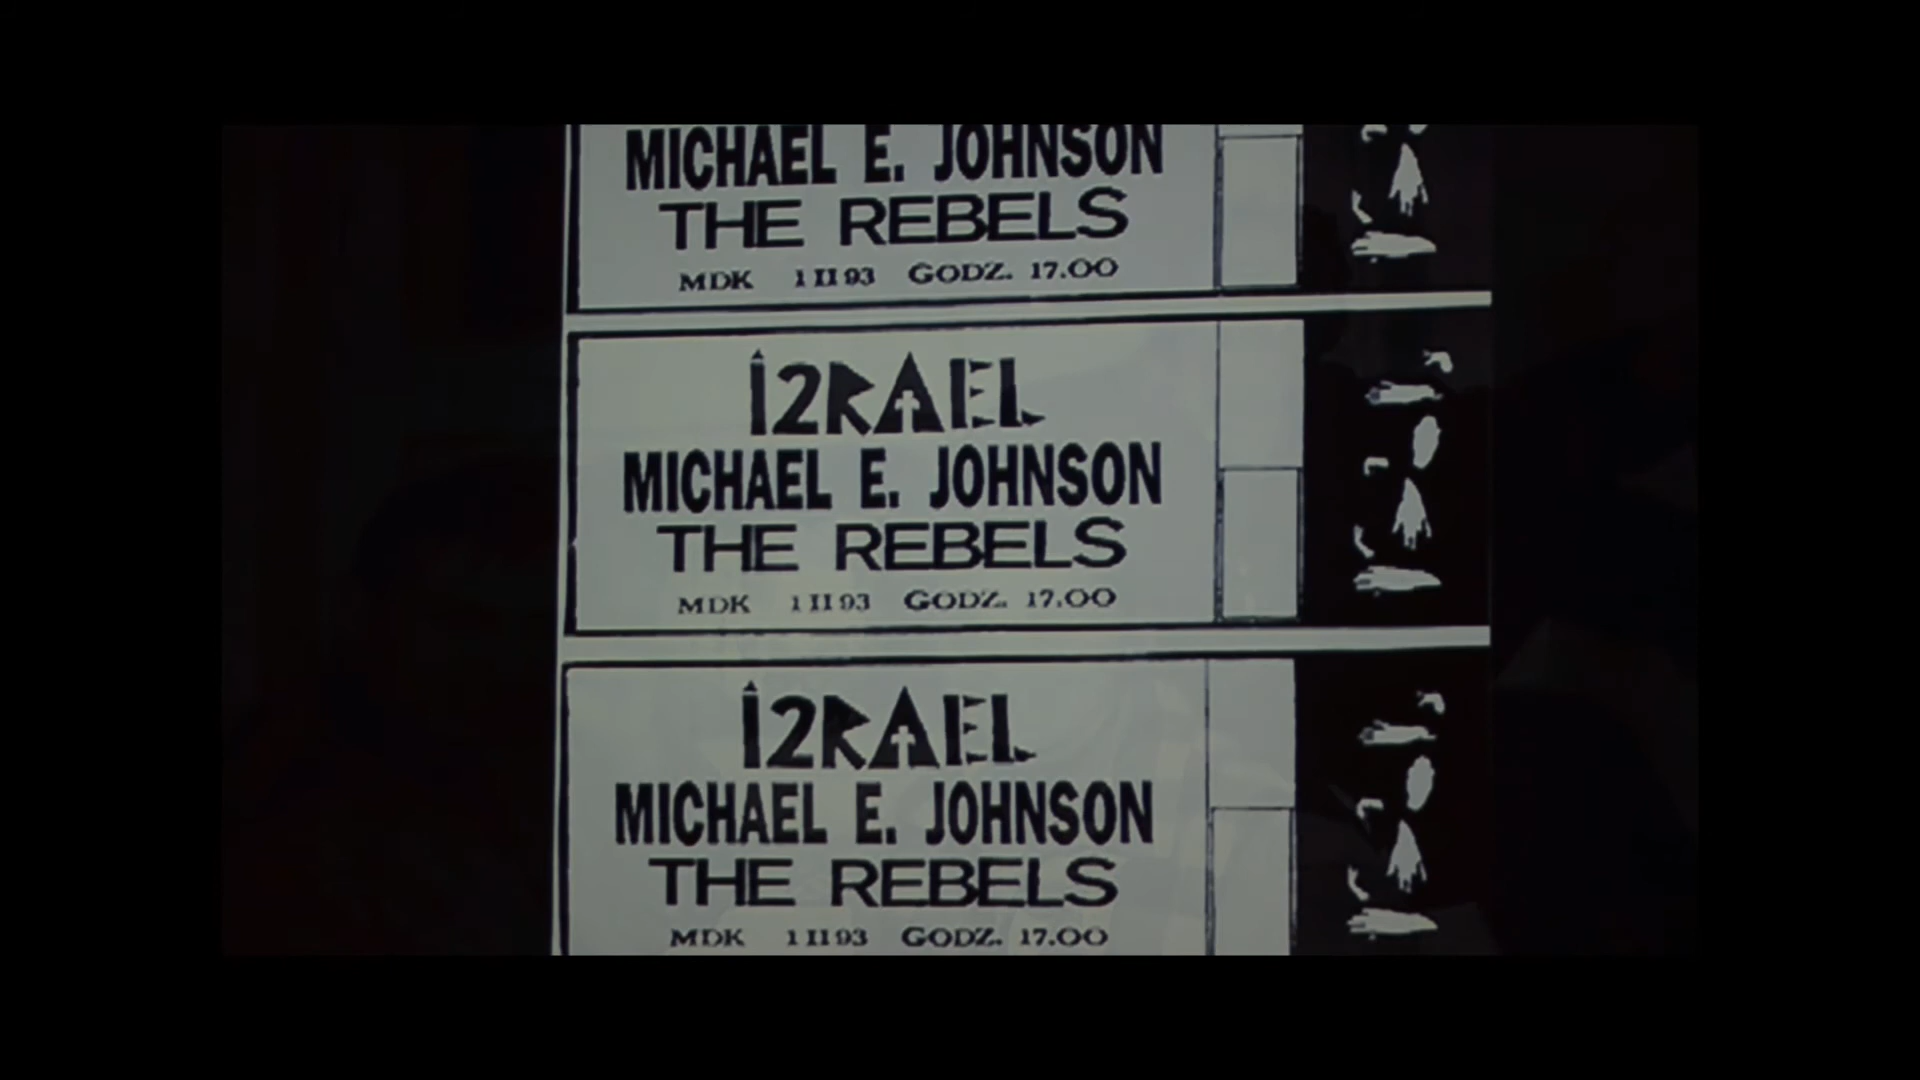 MICHAEL E. JOHNSON
THE REBELS
MDK 1 II 93 GODZ. 17.00
IZRAEL
MICHAEL E. JOHNSON
THE REBELS
MDK 1 II 93 GODZ. 17.00
IZRAEL
MICHAEL E. JOHNSON
THE REBELS
MDK 1 II 93 GODZ. 17.00